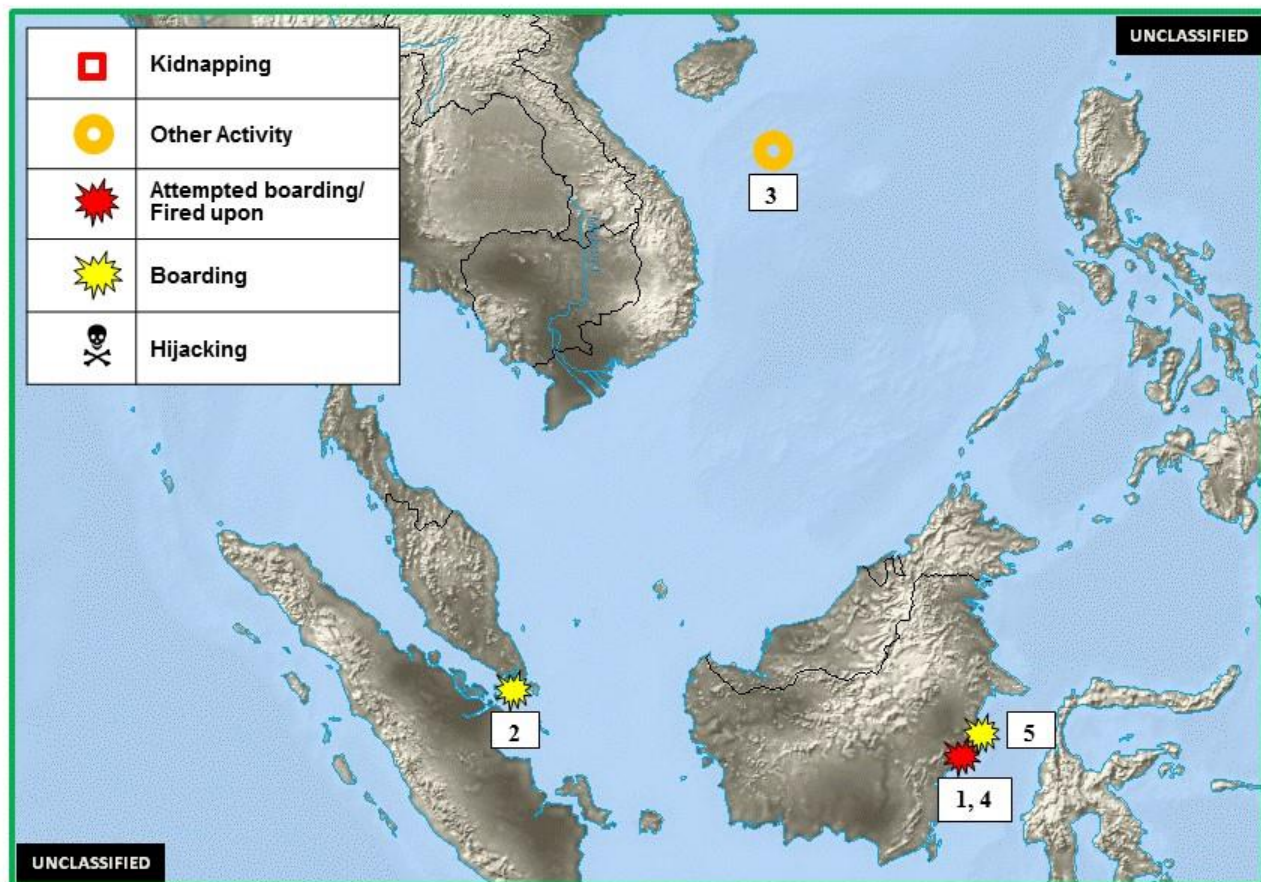 UNCLASSIFIED
Kidnapping
Other Activity
Attempted boarding/
Fired upon
Boarding
Hijacking
3
2
5
1, 4
UNCLASSIFIED